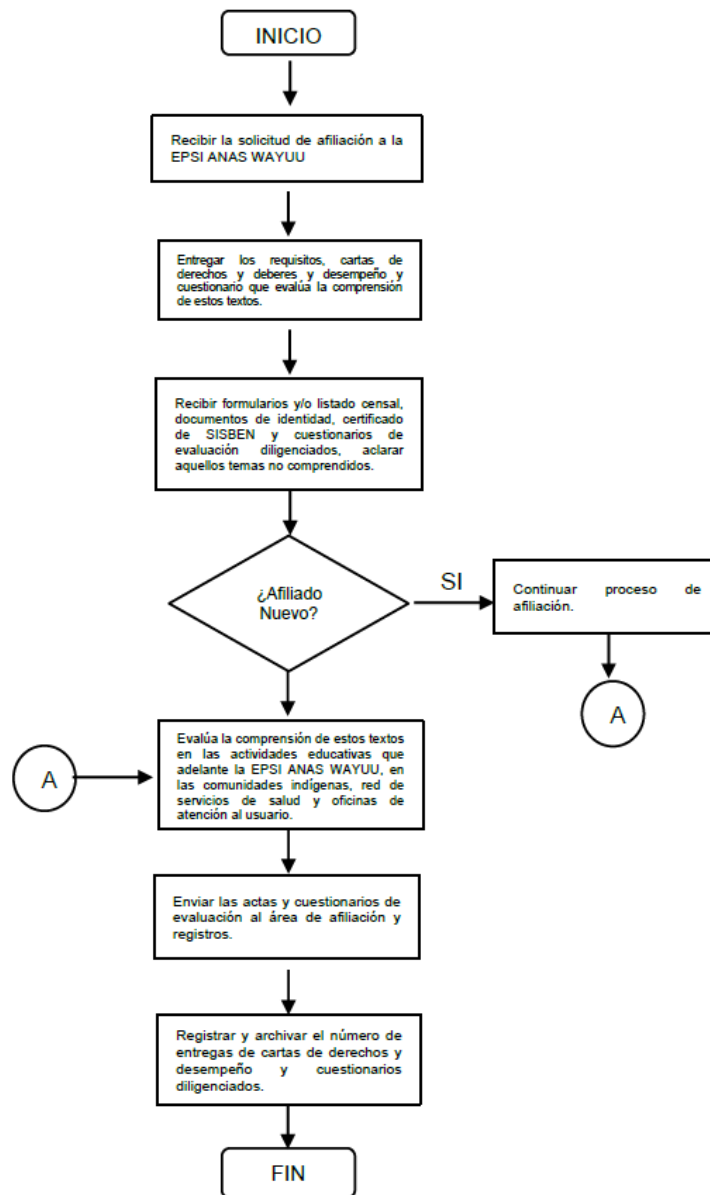 INICIO
Recibir la solicitud de afiliación a la
EPSI ANAS WAYUU
Entregar los requisitos, cartas de
derechos y deberes y desempeño y
cuestionario que evalúa la comprensión
de estos textos.
Recibir formularios y/o listado censal,
documentos de identidad, certificado
de SISBEN y cuestionarios de
evaluación diligenciados, aclarar
aquellos temas no comprendidos.
¿Afiliado
Nuevo?
SI
Continuar proceso de
afiliación.
A
Evalúa la comprensión de estos textos
en las actividades educativas que
adelante la EPSI ANAS WAYUU, en
las comunidades indígenas, red de
servicios de salud y oficinas de
atención al usuario.
A
Enviar las actas y cuestionarios de
evaluación al área de afiliación y
registros.
Registrar y archivar el número de
entregas de cartas de derechos y
desempeño y cuestionarios
diligenciados.
FIN